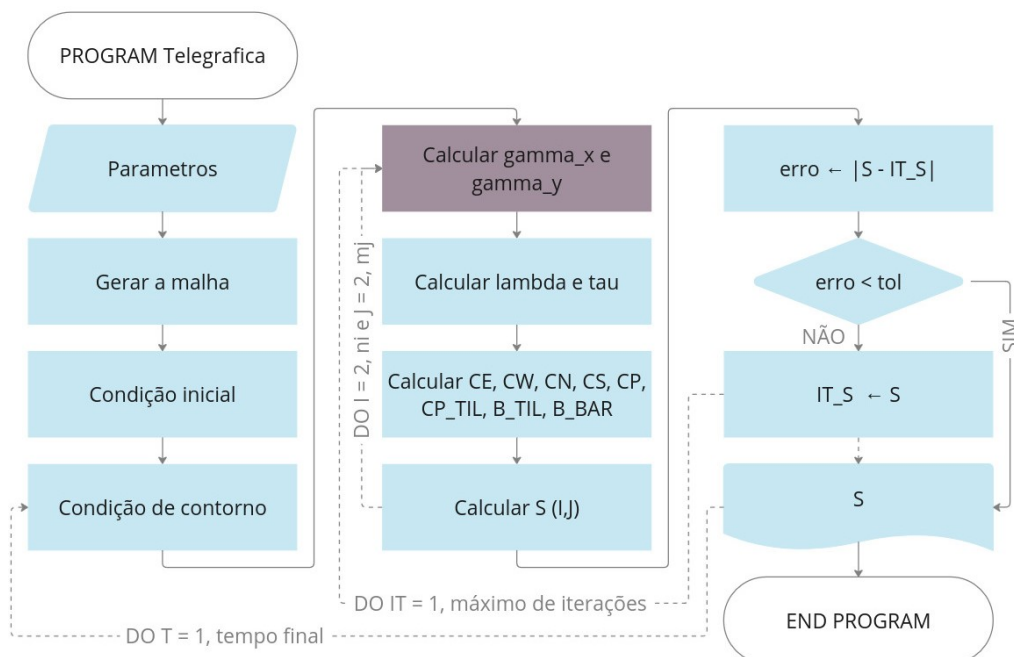 PROGRAM Telegrafica
Parametros
Gerar a malha
Condição inicial
Condição de contorno
Calcular gamma_x e
gamma_y
Calcular lambda e tau
Calcular CE, CW, CN, CS, CP,
CP_TIL, B_TIL, B_BAR
Calcular S (I,J)
DO I = 2, ni e J = 2, mj
erro ← |S - IT_S|
erro < tol
NÃO
SIM
IT_S ← S
S
DO IT = 1, máximo de iterações
DO T = 1, tempo final
END PROGRAM